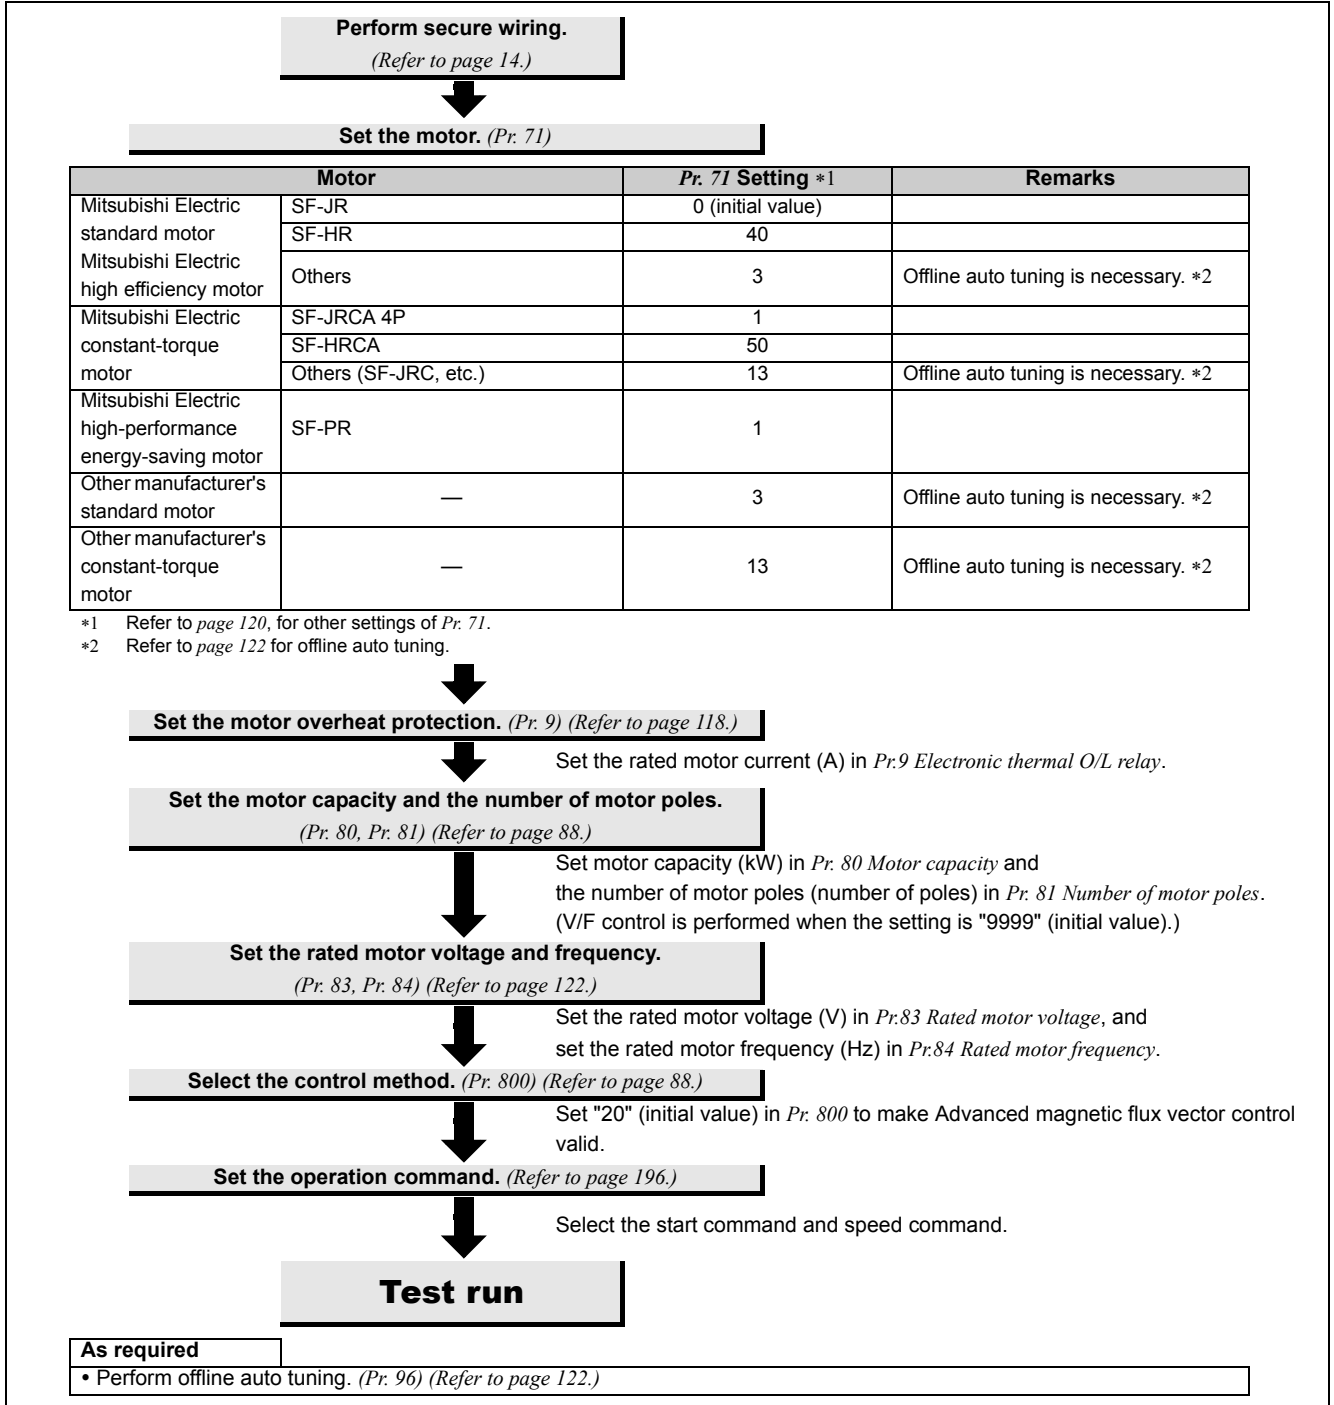 Perform secure wiring.
(Refer to page 14.)
Set the motor. (Pr. 71)
Motor Pr. 71 Setting *1 Remarks
Mitsubishi Electric standard motor
Mitsubishi Electric high efficiency motor
SF-JR 0 (initial value)
SF-HR 40
Others 3 Offline auto tuning is necessary. *2
Mitsubishi Electric constant-torque motor
SF-JRCA 4P 1
SF-HRCA 50
Others (SF-JRC, etc.) 13 Offline auto tuning is necessary. *2
Mitsubishi Electric
high-performance
energy-saving motor
SF-PR 1
Other manufacturer's
standard motor
— 3 Offline auto tuning is necessary. *2
Other manufacturer's
constant-torque
motor
— 13 Offline auto tuning is necessary. *2
*1 Refer to page 120, for other settings of Pr. 71.
*2 Refer to page 122 for offline auto tuning.
Set the motor overheat protection. (Pr. 9) (Refer to page 118.)
Set the rated motor current (A) in Pr.9 Electronic thermal O/L relay.
Set the motor capacity and the number of motor poles.
(Pr. 80, Pr. 81) (Refer to page 88.)
Set motor capacity (kW) in Pr. 80 Motor capacity and
the number of motor poles (number of poles) in Pr. 81 Number of motor poles.
(V/F control is performed when the setting is "9999" (initial value).)
Set the rated motor voltage and frequency.
(Pr. 83, Pr. 84) (Refer to page 122.)
Set the rated motor voltage (V) in Pr.83 Rated motor voltage, and
set the rated motor frequency (Hz) in Pr.84 Rated motor frequency.
Select the control method. (Pr. 800) (Refer to page 88.)
Set "20" (initial value) in Pr. 800 to make Advanced magnetic flux vector control
valid.
Set the operation command. (Refer to page 196.)
Select the start command and speed command.
Test run
As required
• Perform offline auto tuning. (Pr. 96) (Refer to page 122.)